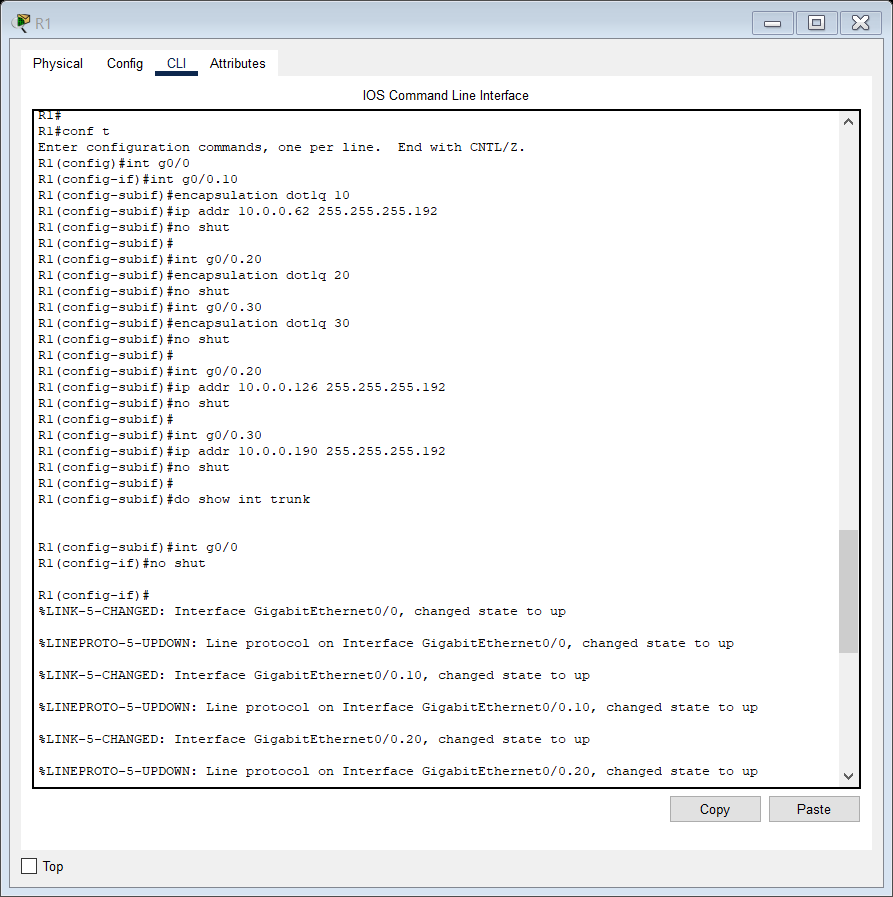 R1
Physical Config CLI Attributes
IOS Command Line Interface
R1#
R1#conf t
Enter configuration commands, one per line.  End with CNTL/Z.
R1(config)#int g0/0
R1(config-if)#int g0/0.10
R1(config-subif)#encapsulation dot1q 10
R1(config-subif)#ip addr 10.0.0.62 255.255.255.192
R1(config-subif)#no shut
R1(config-subif)#
R1(config-subif)#int g0/0.20
R1(config-subif)#encapsulation dot1q 20
R1(config-subif)#no shut
R1(config-subif)#int g0/0.30
R1(config-subif)#encapsulation dot1q 30
R1(config-subif)#no shut
R1(config-subif)#
R1(config-subif)#int g0/0.20
R1(config-subif)#ip addr 10.0.0.126 255.255.255.192
R1(config-subif)#no shut
R1(config-subif)#
R1(config-subif)#int g0/0.30
R1(config-subif)#ip addr 10.0.0.190 255.255.255.192
R1(config-subif)#no shut
R1(config-subif)#
R1(config-subif)#do show int trunk
R1(config-subif)#int g0/0
R1(config-if)#no shut
R1(config-if)#
%LINK-5-CHANGED: Interface GigabitEthernet0/0, changed state to up
%LINEPROTO-5-UPDOWN: Line protocol on Interface GigabitEthernet0/0, changed state to up
%LINK-5-CHANGED: Interface GigabitEthernet0/0.10, changed state to up
%LINEPROTO-5-UPDOWN: Line protocol on Interface GigabitEthernet0/0.10, changed state to up
%LINK-5-CHANGED: Interface GigabitEthernet0/0.20, changed state to up
%LINEPROTO-5-UPDOWN: Line protocol on Interface GigabitEthernet0/0.20, changed state to up
Copy Paste
Top